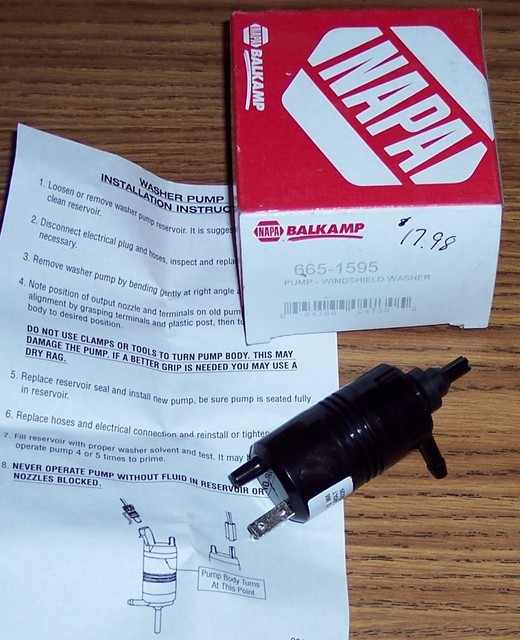 NAPA
BALKAMP
NAPA
NAPA BALKAMP
$17.98
665-1595
PUMP - WINDSHIELD WASHER
WASHER PUMP
INSTALLATION
1. Loosen or remove washer pump reservoir. It is
clean reservoir.
2. Disconnect electrical plug and hoses, inspect and
necessary.
3. Remove washer pump by bending gently at right angle
4. Note position of output nozzle and terminals on old
alignment by grasping terminals and plastic post, then
body to desired position.
DO NOT USE CLAMPS OR TOOLS TO TURN PUMP BODY. THIS MAY
DAMAGE THE PUMP. IF A BETTER GRIP IS NEEDED YOU MAY USE A
DRY RAG.
5. Replace reservoir seal and install new pump, be sure pump is seated fully
in reservoir.
6. Replace hoses and electrical connection and reinstall or tighten
7. Fill reservoir with proper washer solvent and test. It may
operate pump 4 or 5 times to prime.
8. NEVER OPERATE PUMP WITHOUT FLUID IN RESERVOIR OR
NOZZLES BLOCKED.
Pump Body Turns
At This Point